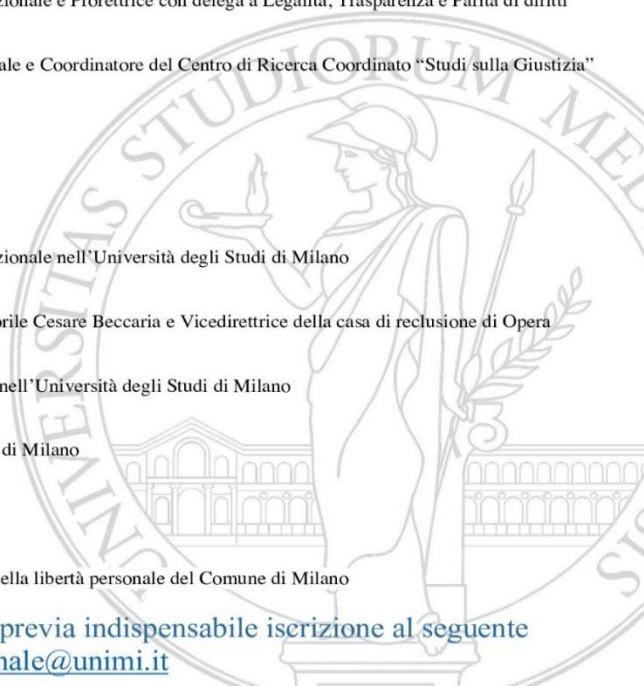 zionale e Prorettrice con delega a Legalità, Trasparenza e Parità di diritti
ale e Coordinatore del Centro di Ricerca Coordinato “Studi sulla Giustizia”
zionale nell’Università degli Studi di Milano
orile Cesare Beccaria e Vicedirettrice della casa di reclusione di Opera
nell’Università degli Studi di Milano
di Milano
ella libertà personale del Comune di Milano
previa indispensabile iscrizione al seguente
nale@unimi.it
UNIVERSITAS STUDIORUM MED